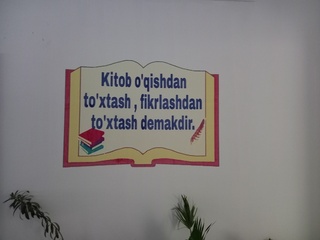 Kitob o'qishdan
to'xtash , fikrlashdan
to'xtash demakdir.